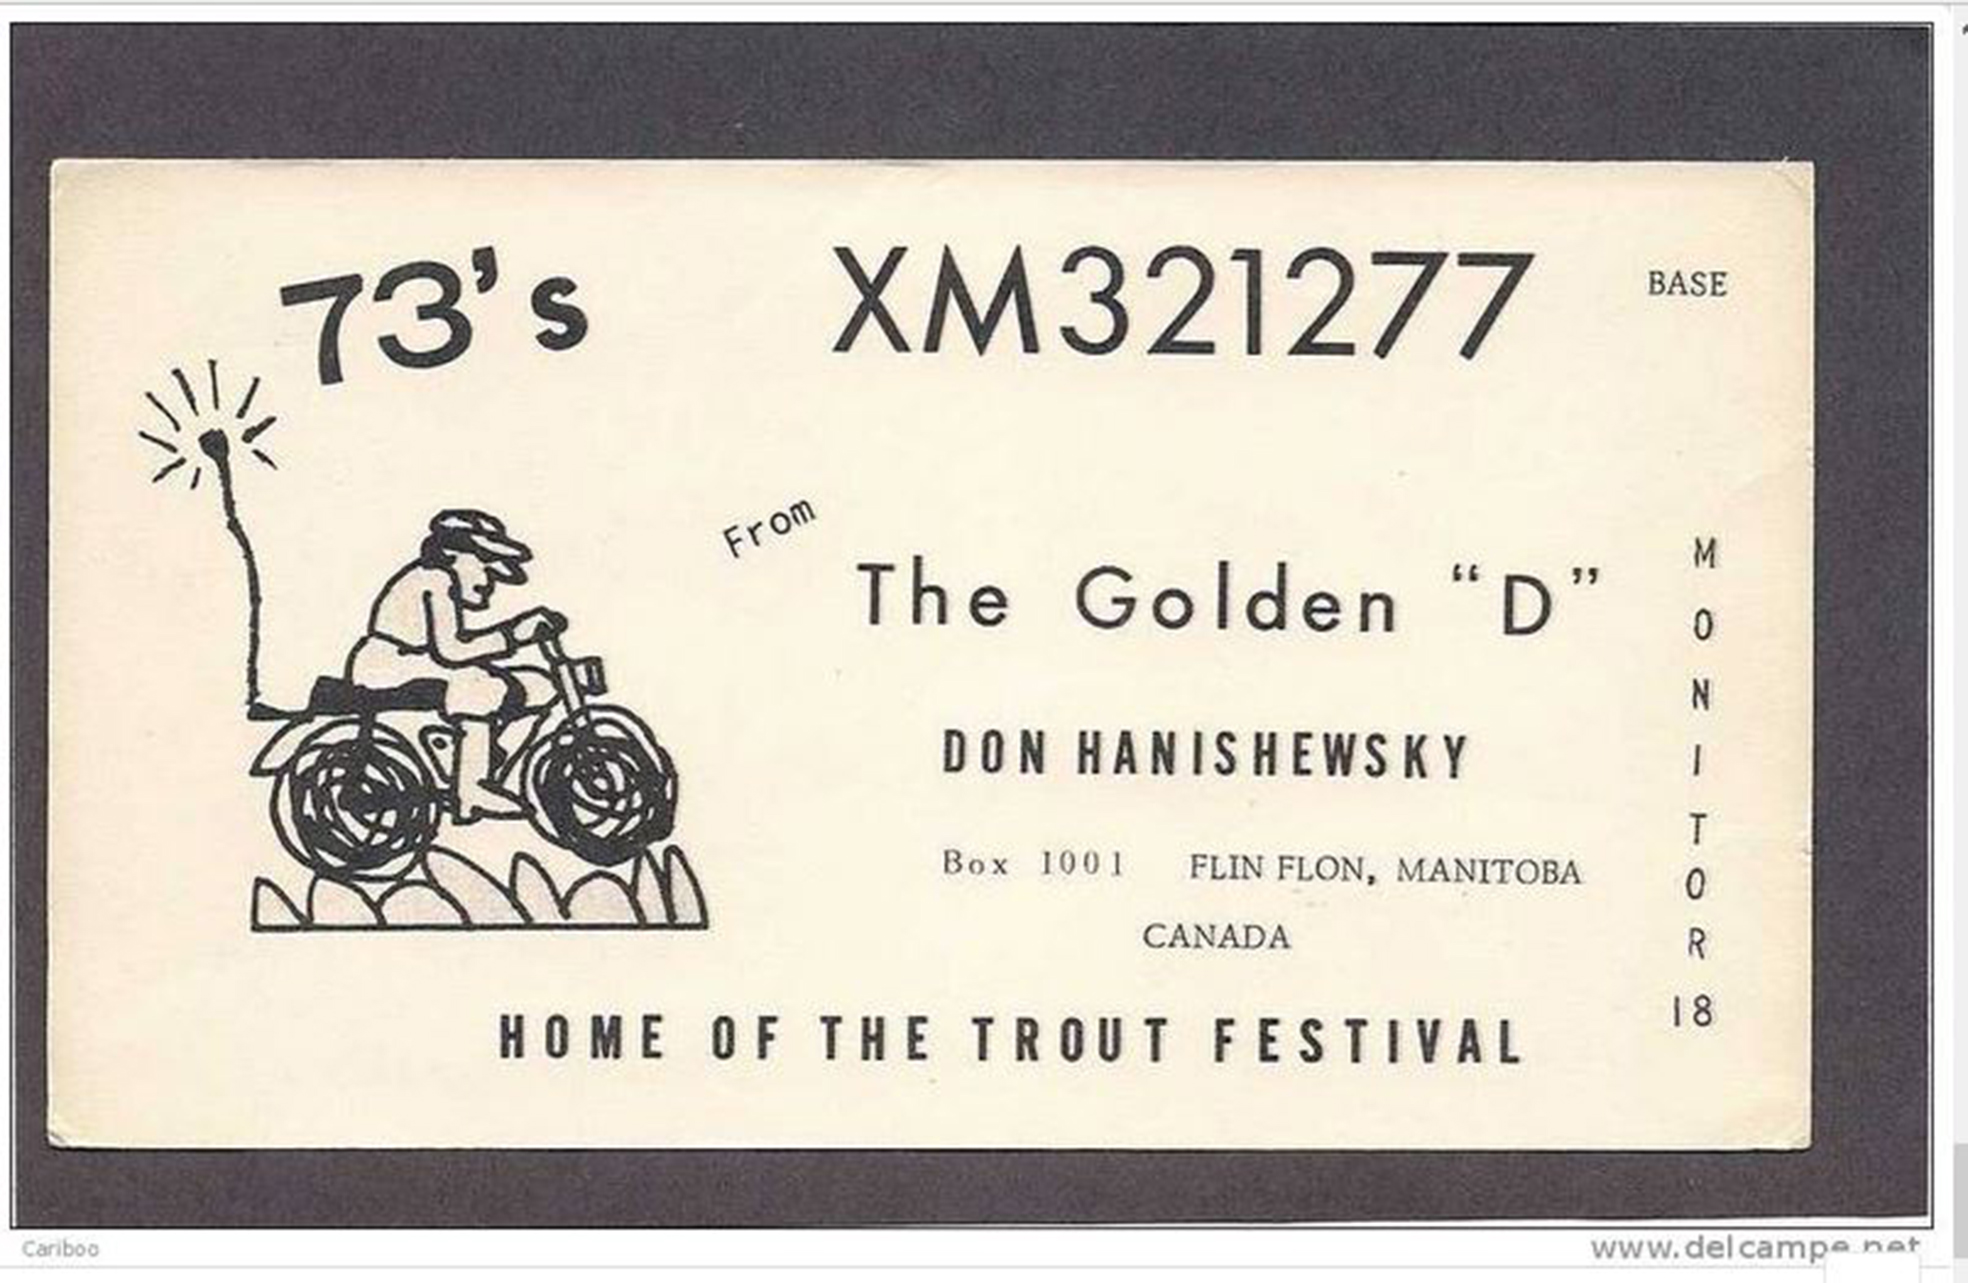 73's
XM321277
BASE
From
The Golden “D”
DON HANISHEWSKY
Box 1001 FLIN FLON, MANITOBA
CANADA
HOME OF THE TROUT FESTIVAL
MONITOR
18
Cariboo
www.delcampe.net